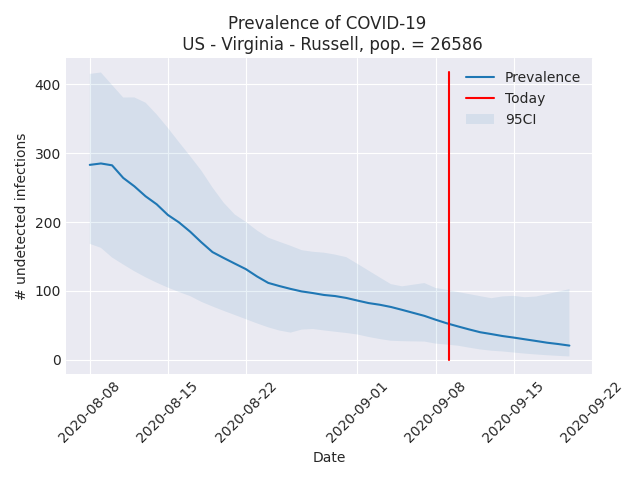 Prevalence of COVID-19
US - Virginia - Russell, pop. = 26586
# undetected infections
400
300
200
100
0
Prevalence
Today
95CI
2020-08-08
2020-08-15
2020-08-22
2020-09-01
2020-09-08
2020-09-15
2020-09-22
Date